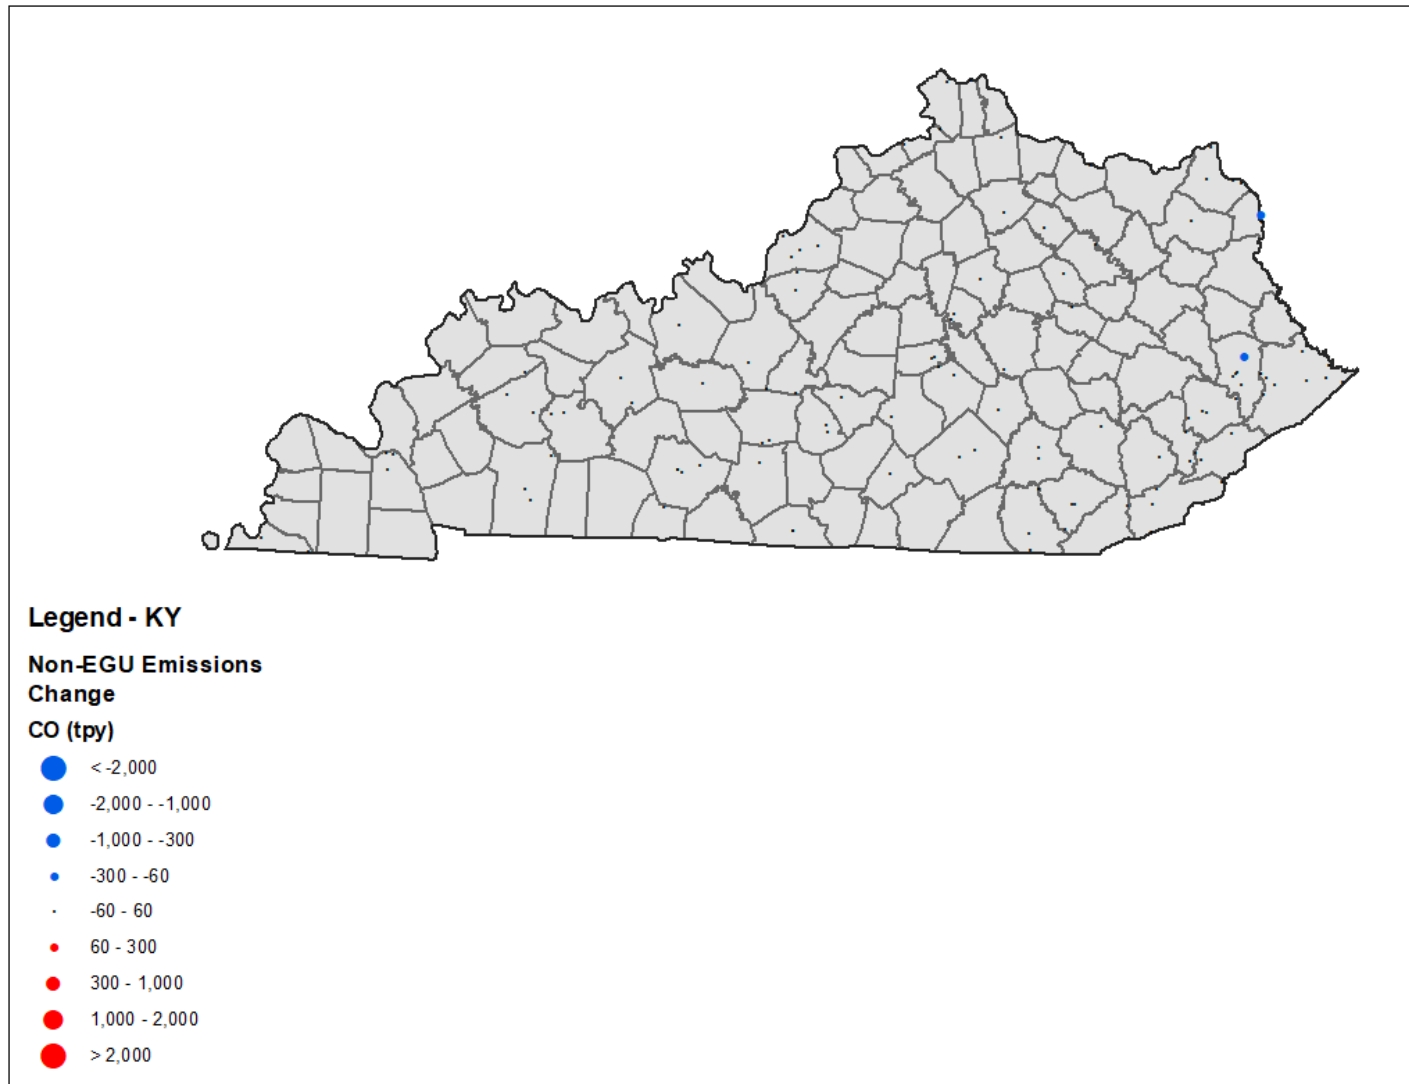 Legend - KY
Non-EGU Emissions
Change
CO (tpy)
< -2,000
-2,000 - -1,000
-1,000 - -300
-300 - -60
-60 - 60
60 - 300
300 - 1,000
1,000 - 2,000
> 2,000